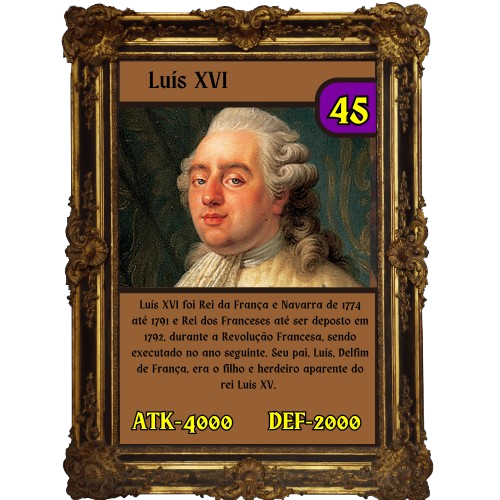 Luís XVI
45
Luís XVI foi Rei da França e Navarra de 1774
até 1791 e Rei dos Franceses até ser deposto em
1792, durante a Revolução Francesa, sendo
executado no ano seguinte. Seu pai, Luís, Delfim
de França, era o filho e herdeiro aparente do
rei Luís XV.
ATK-4000 DEF-2000